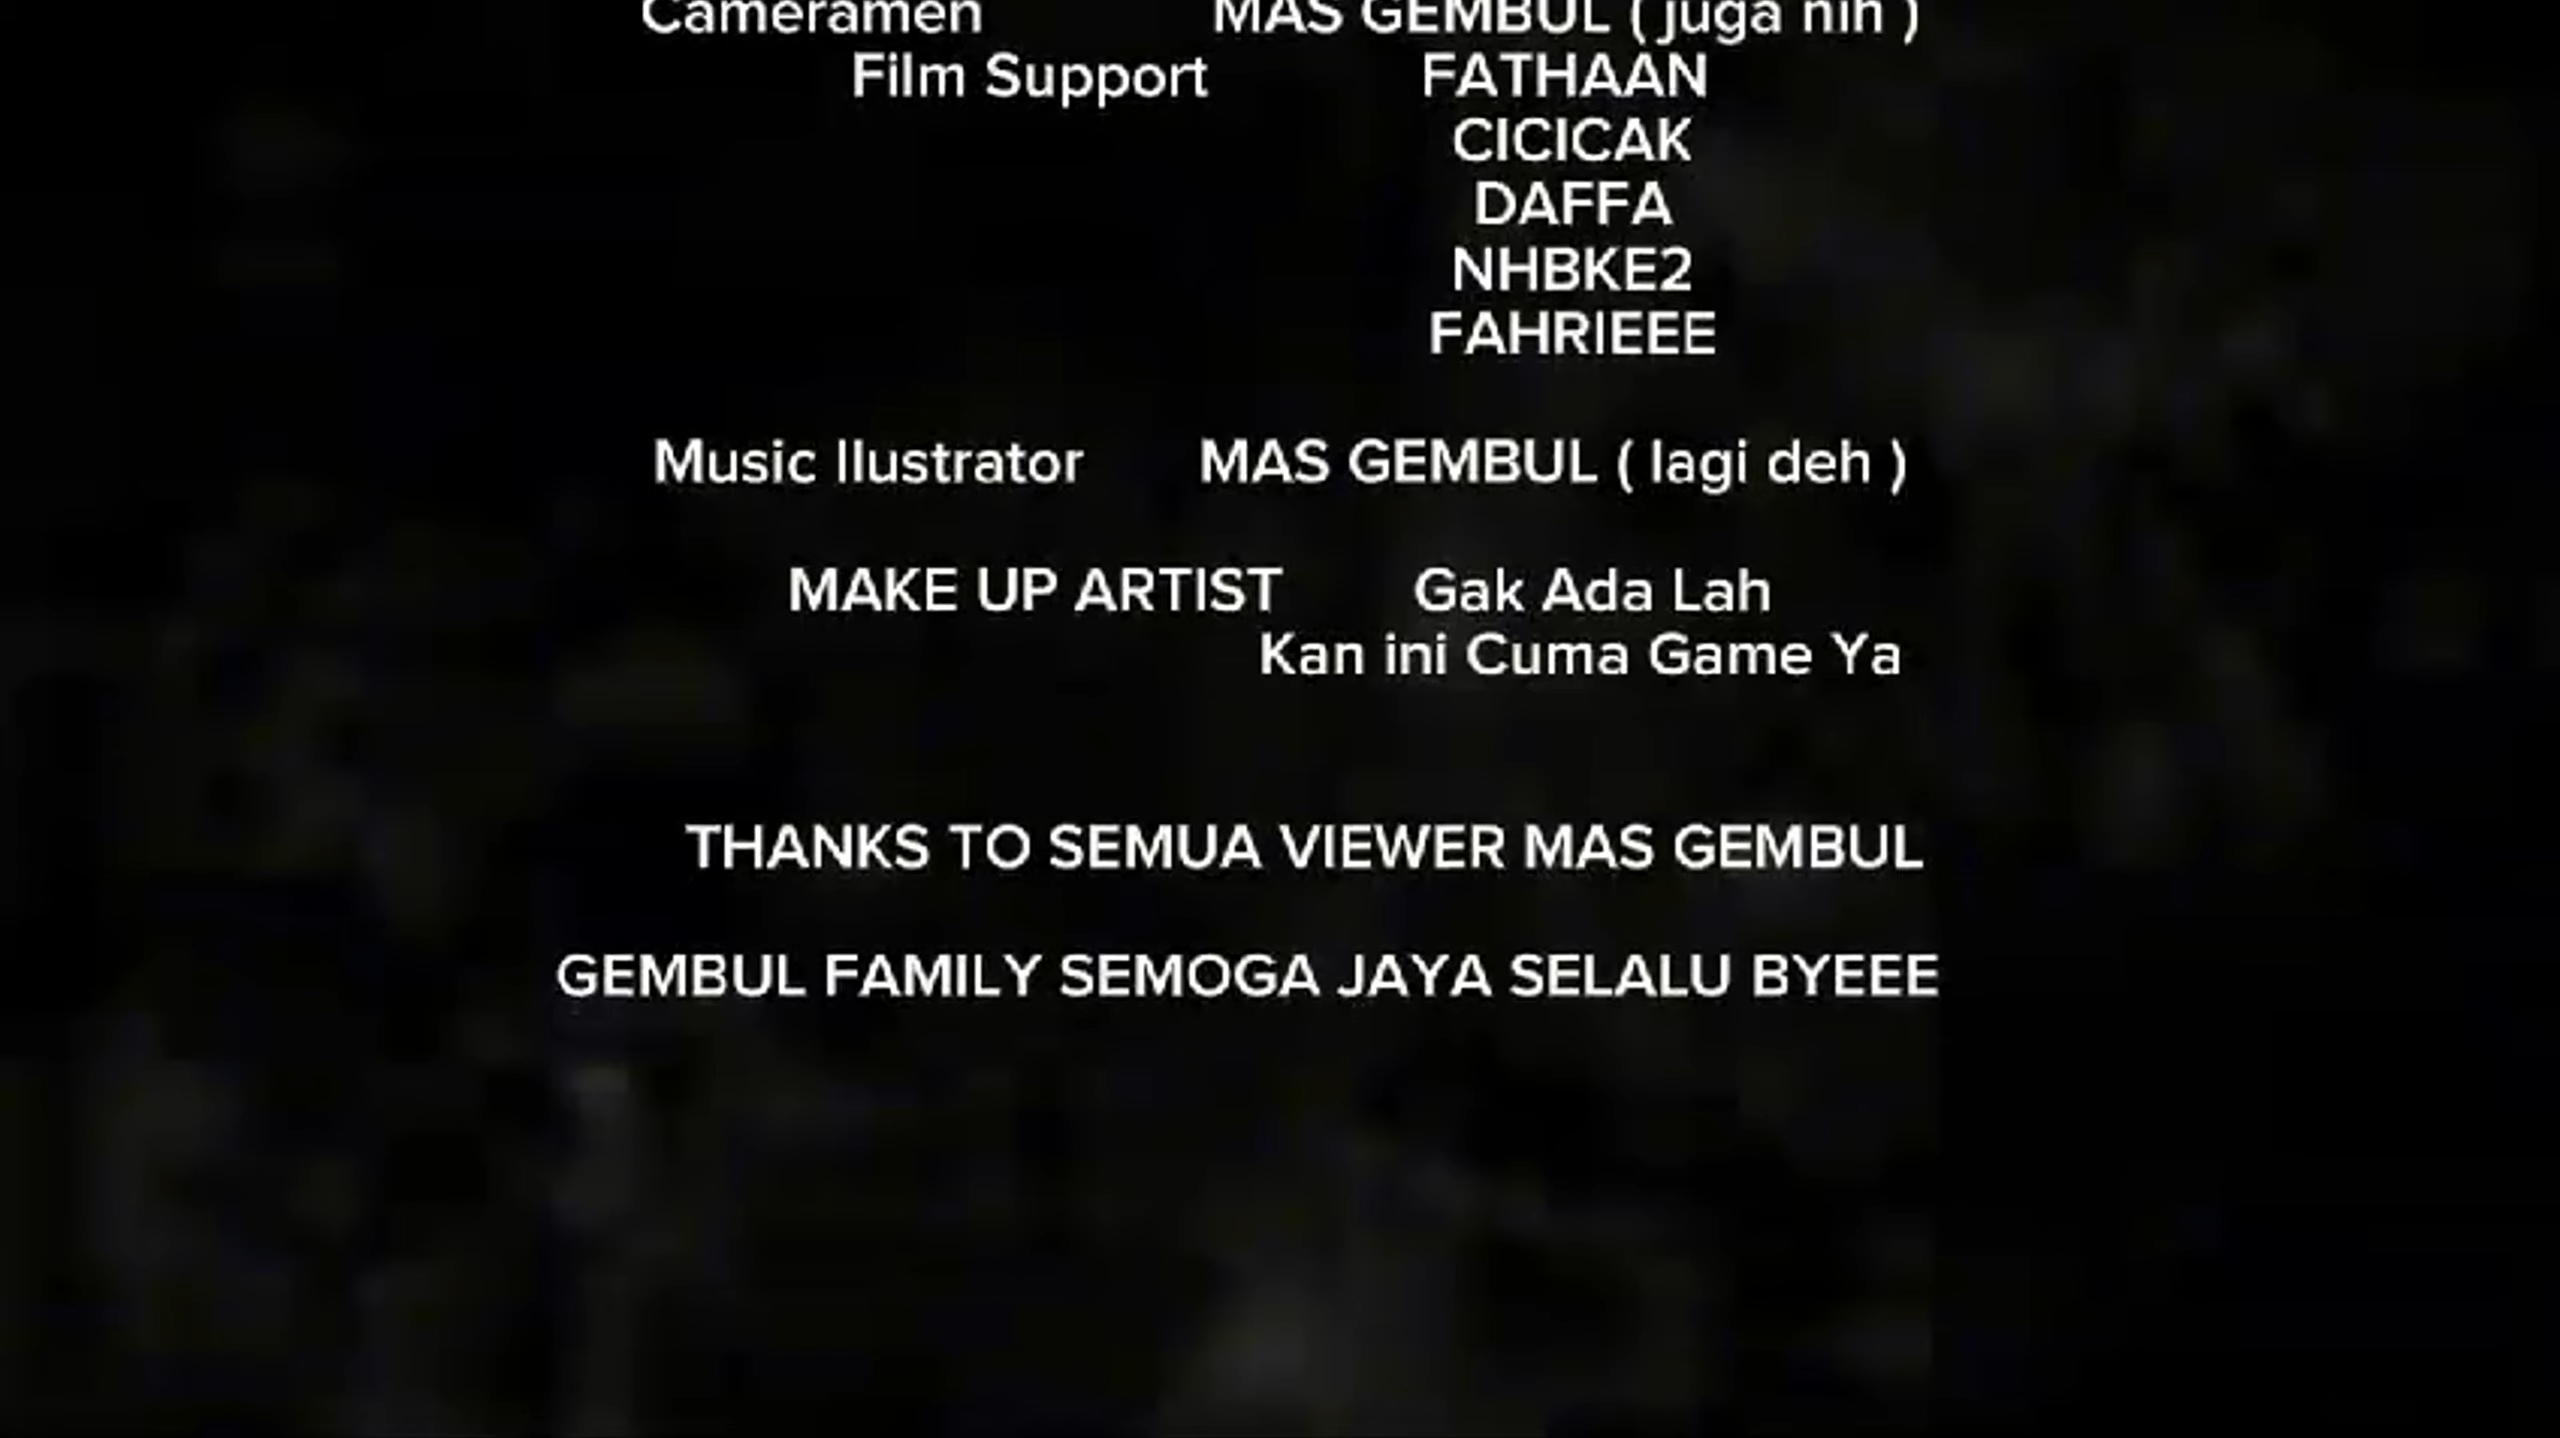 Cameramen MAS GEMBUL ( juga nih )
Film Support FATHAAN
CICICAK
DAFFA
NHBKE2
FAHRIEEE
Music Ilustrator MAS GEMBUL ( lagi deh )
MAKE UP ARTIST Gak Ada Lah
Kan ini Cuma Game Ya
THANKS TO SEMUA VIEWER MAS GEMBUL
GEMBUL FAMILY SEMOGA JAYA SELALU BYEEE